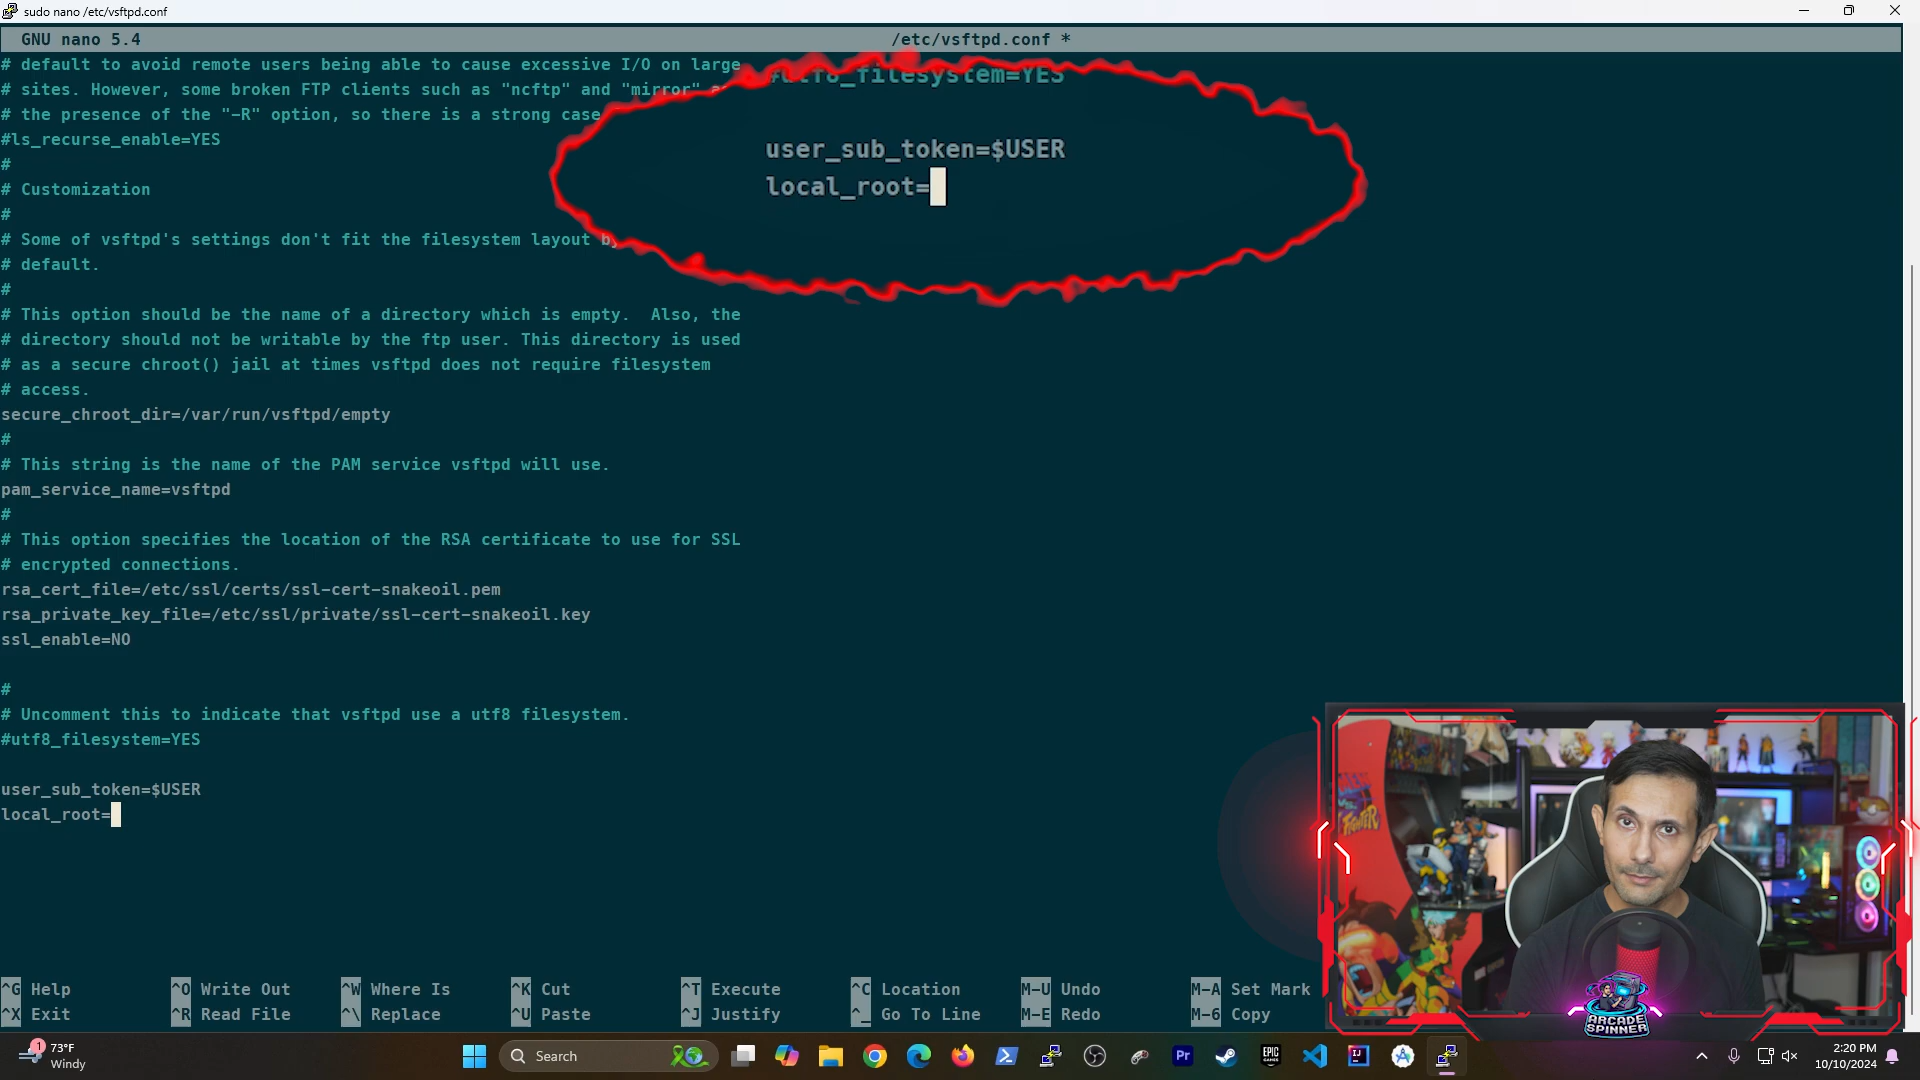 sudo nano /etc/vsftpd.conf
GNU nano 5.4 /etc/vsftpd.conf *
# default to avoid remote users being able to cause excessive I/O on large
# sites. However, some broken FTP clients such as "ncftp" and "mirror"
# the presence of the "-R" option, so there is a strong case
#ls_recurse_enable=YES
#
# Customization
#
# Some of vsftpd's settings don't fit the filesystem layout by
# default.
#
# This option should be the name of a directory which is empty.  Also, the
# directory should not be writable by the ftp user. This directory is used
# as a secure chroot() jail at times vsftpd does not require filesystem
# access.
secure_chroot_dir=/var/run/vsftpd/empty
#
# This string is the name of the PAM service vsftpd will use.
pam_service_name=vsftpd
#
# This option specifies the location of the RSA certificate to use for SSL
# encrypted connections.
rsa_cert_file=/etc/ssl/certs/ssl-cert-snakeoil.pem
rsa_private_key_file=/etc/ssl/private/ssl-cert-snakeoil.key
ssl_enable=NO
#
# Uncomment this to indicate that vsftpd use a utf8 filesystem.
#utf8_filesystem=YES
user_sub_token=$USER
local_root=
#utf8_filesystem=YES
user_sub_token=$USER
local_root=
^G Help ^O Write Out ^W Where Is ^K Cut ^T Execute ^C Location M-U Undo M-A Set Mark
^X Exit ^R Read File ^\ Replace ^U Paste ^J Justify ^_ Go To Line M-E Redo M-6 Copy
FIGHTER
ARCADE
SPINNER
1
73°F
Windy
Search
Pr
EPIC
GAMES
IJ
2:20 PM
10/10/2024